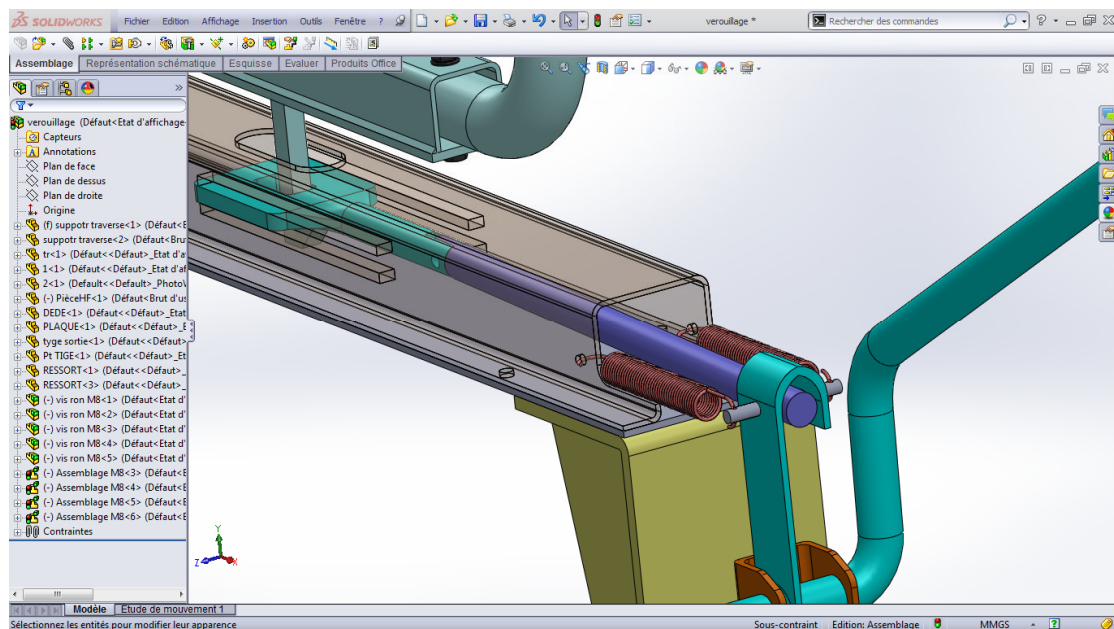 SOLIDWORKS Fichier Edition Affichage Insertion Outils Fenêtre ? verouillage * Rechercher des commandes
Assemblage Représentation schématique Esquisse Evaluer Produits Office
verouillage (Défaut<Etat d'affichage-
Capteurs
Annotations
Plan de face
Plan de dessus
Plan de droite
Origine
(f) suppotr traverse<1> (Défaut<E
suppotr traverse<2> (Défaut<Brut
tr<1> (Défaut<<Défaut>_Etat d'a
1<1> (Défaut<<Défaut>_Etat d'af
2<1> (Default<<Default>_PhotoV
(-) PièceHF<1> (Défaut<Brut d'us
DEDE<1> (Défaut<<Défaut>_Etat
PLAQUE<1> (Défaut<<Défaut>_E
tyge sortie<1> (Défaut<<Défaut>
Pt TIGE<1> (Défaut<<Défaut>_Et
RESSORT<1> (Défaut<<Défaut>_
RESSORT<3> (Défaut<<Défaut>_
(-) vis ron M8<1> (Défaut<Etat d'
(-) vis ron M8<2> (Défaut<Etat d'
(-) vis ron M8<3> (Défaut<Etat d'
(-) vis ron M8<4> (Défaut<Etat d'
(-) vis ron M8<5> (Défaut<Etat d'
(-) Assemblage M8<3> (Défaut<E
(-) Assemblage M8<4> (Défaut<E
(-) Assemblage M8<5> (Défaut<E
(-) Assemblage M8<6> (Défaut<E
Contraintes
Y
Z X
Modèle Etude de mouvement 1
Sélectionnez les entités pour modifier leur apparence Sous-contraint Edition: Assemblage MMGS